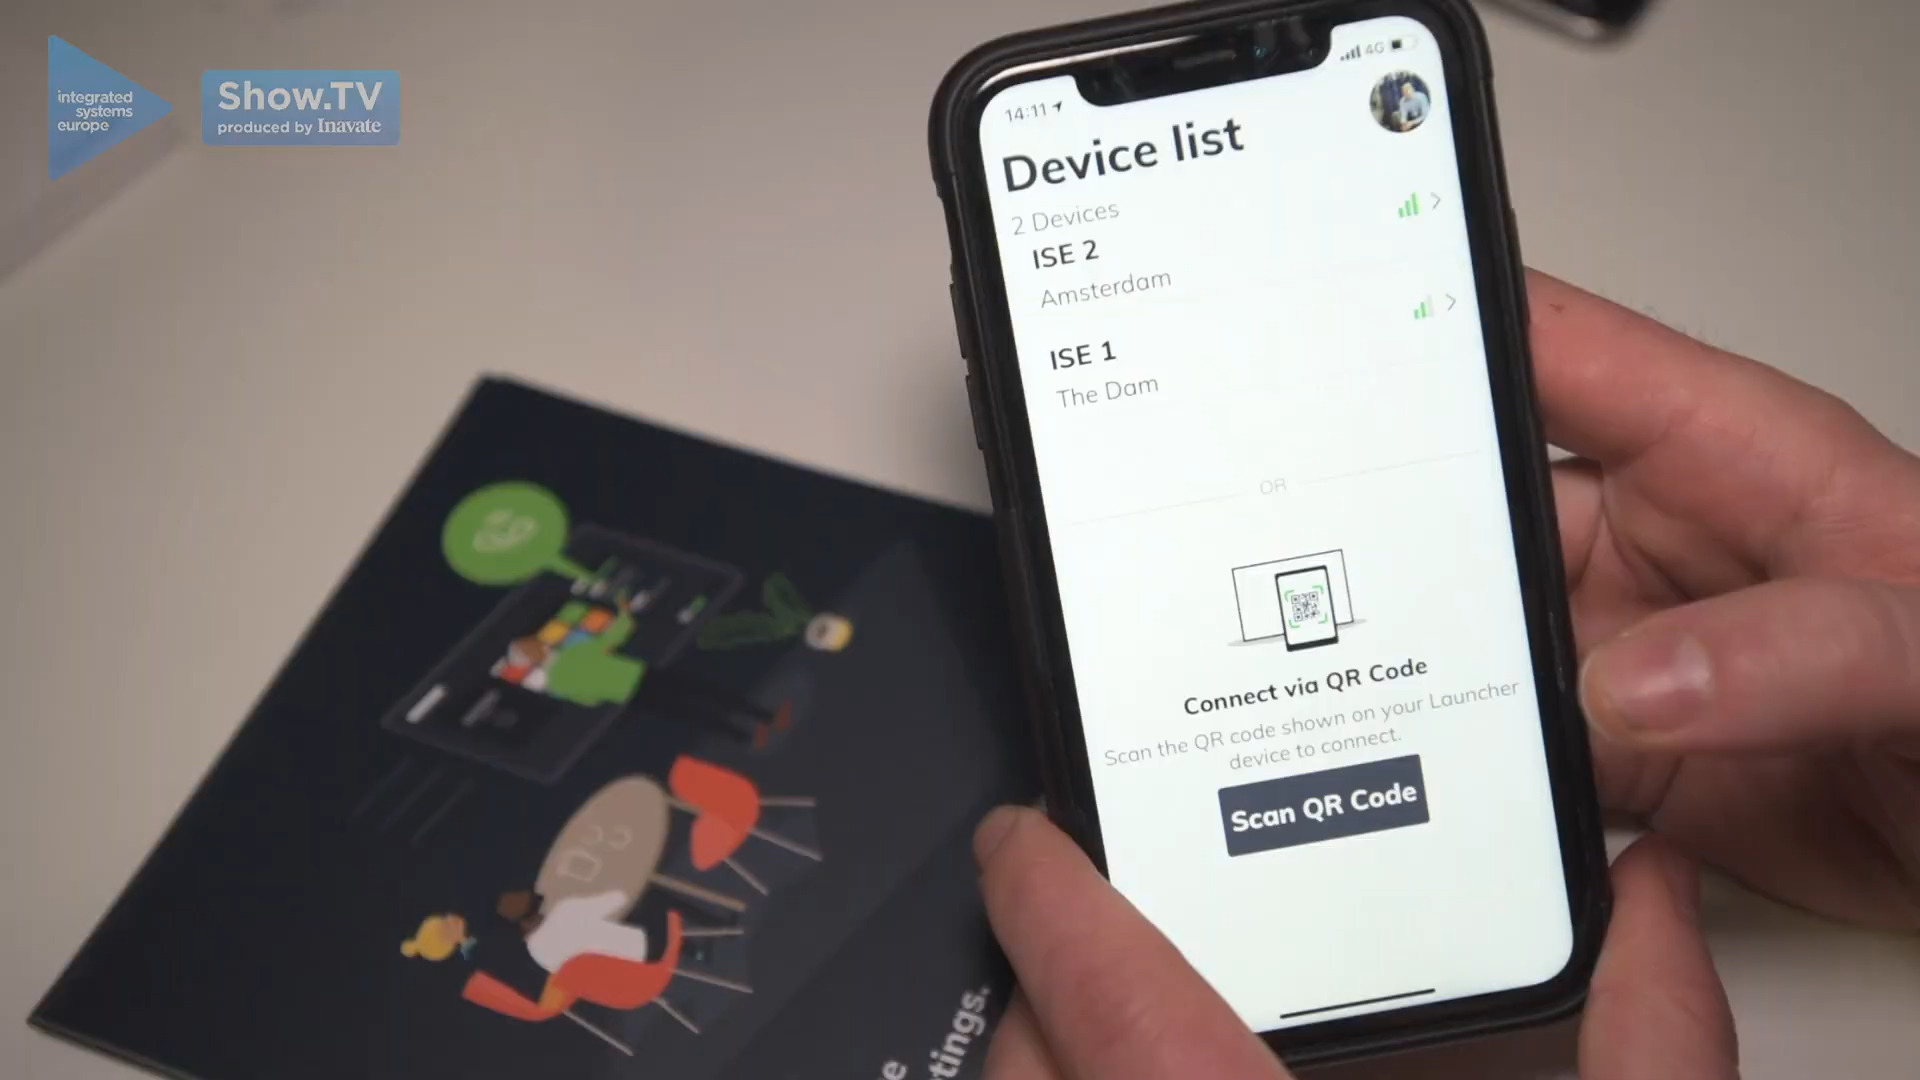 integrated
systems
europe
Show.TV
produced by Inavate
14:11
4G
Device list
2 Devices
ISE 2
Amsterdam
ISE 1
The Dam
OR
Connect via QR Code
Scan the QR code shown on your Launcher
device to connect.
Scan QR Code
tings.